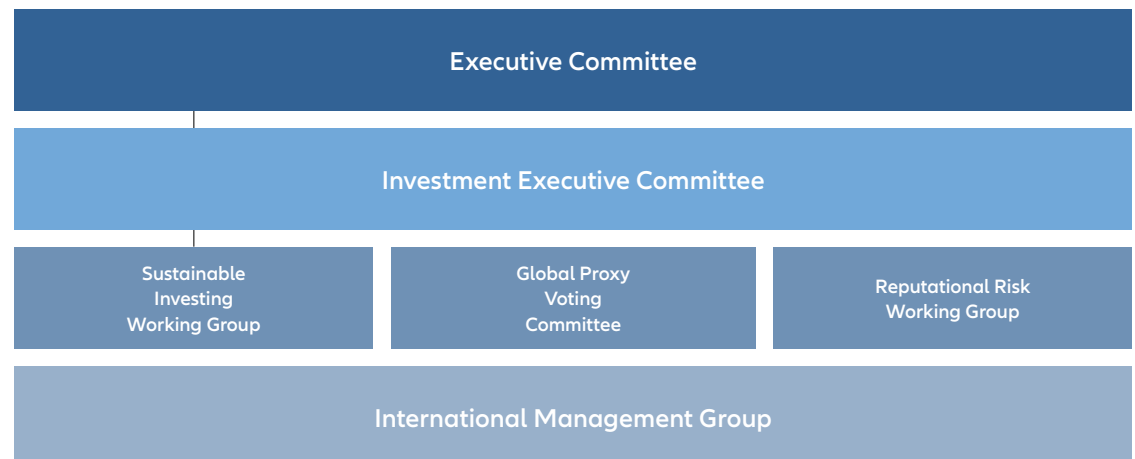 Executive Committee
Investment Executive Committee
Sustainable
Investing
Working Group
Global Proxy
Voting
Committee
Reputational Risk
Working Group
International Management Group